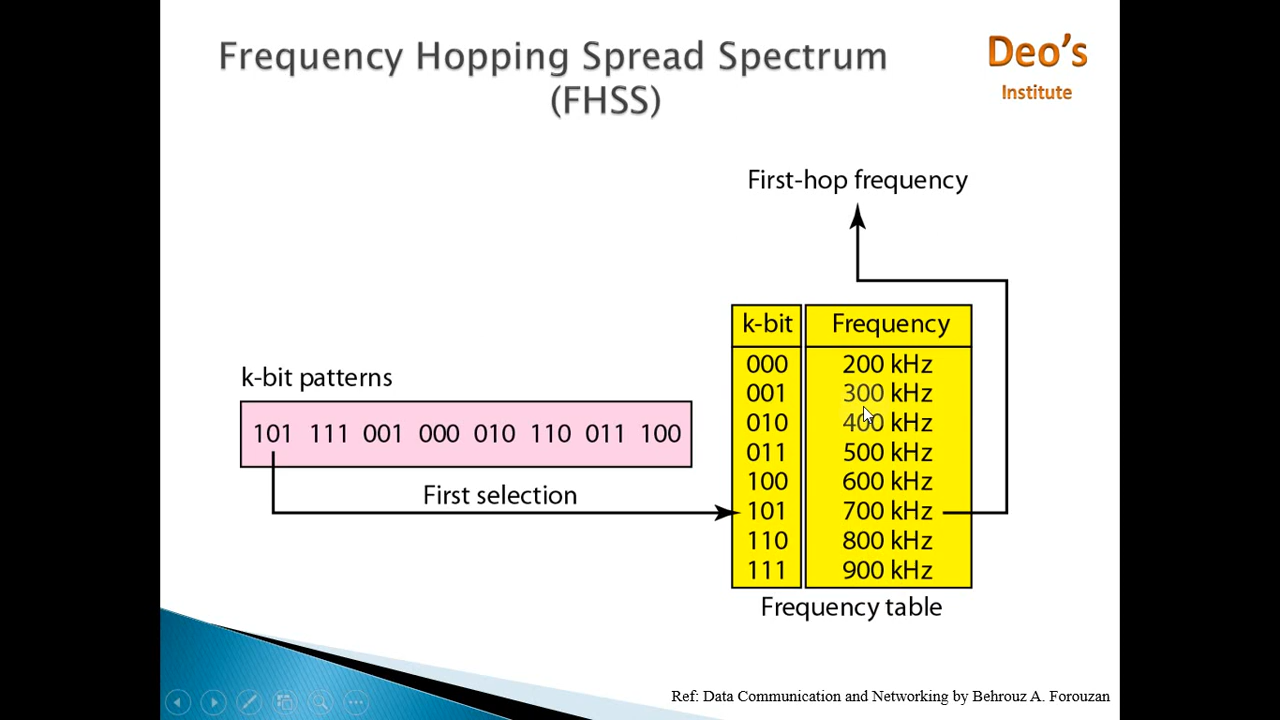 Frequency Hopping Spread Spectrum
(FHSS)
Deo's
Institute
First-hop frequency
k-bit patterns
101 111 001 000 010 110 011 100
First selection
k-bit Frequency
000 200 kHz
001 300 kHz
010 400 kHz
011 500 kHz
100 600 kHz
101 700 kHz
110 800 kHz
111 900 kHz
Frequency table
Ref: Data Communication and Networking by Behrouz A. Forouzan